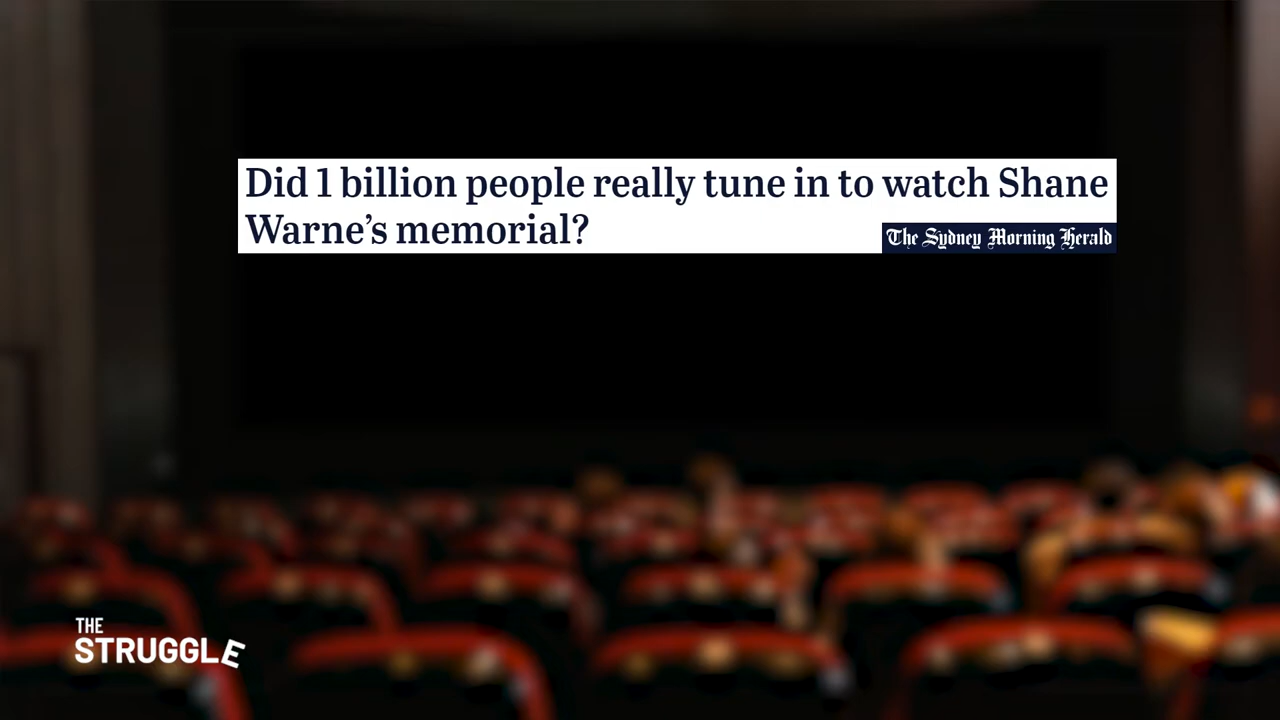 Did 1 billion people really tune in to watch Shane
Warne’s memorial?
The Sydney Morning Herald
THE
STRUGGLE